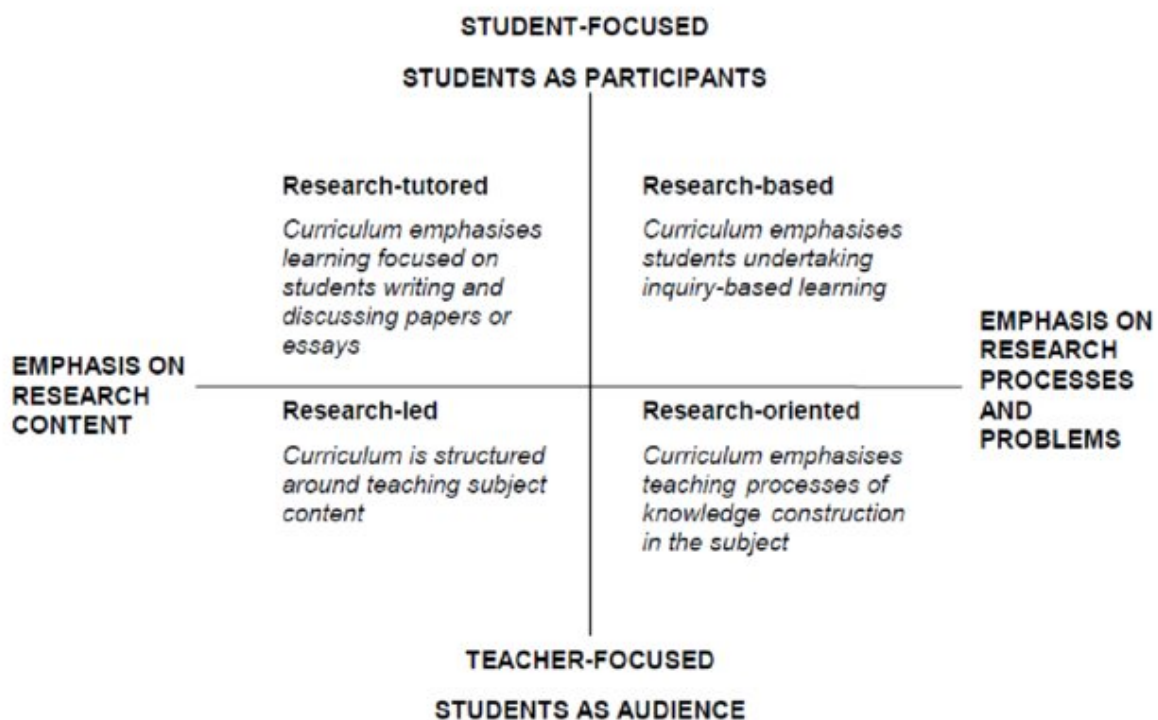 STUDENT-FOCUSED
STUDENTS AS PARTICIPANTS
Research-tutored
Curriculum emphasises
learning focused on
students writing and
discussing papers or
essays
Research-based
Curriculum emphasises
students undertaking
inquiry-based learning
EMPHASIS ON
RESEARCH
CONTENT
EMPHASIS ON
RESEARCH
PROCESSES
AND
PROBLEMS
Research-led
Curriculum is structured
around teaching subject
content
Research-oriented
Curriculum emphasises
teaching processes of
knowledge construction
in the subject
TEACHER-FOCUSED
STUDENTS AS AUDIENCE